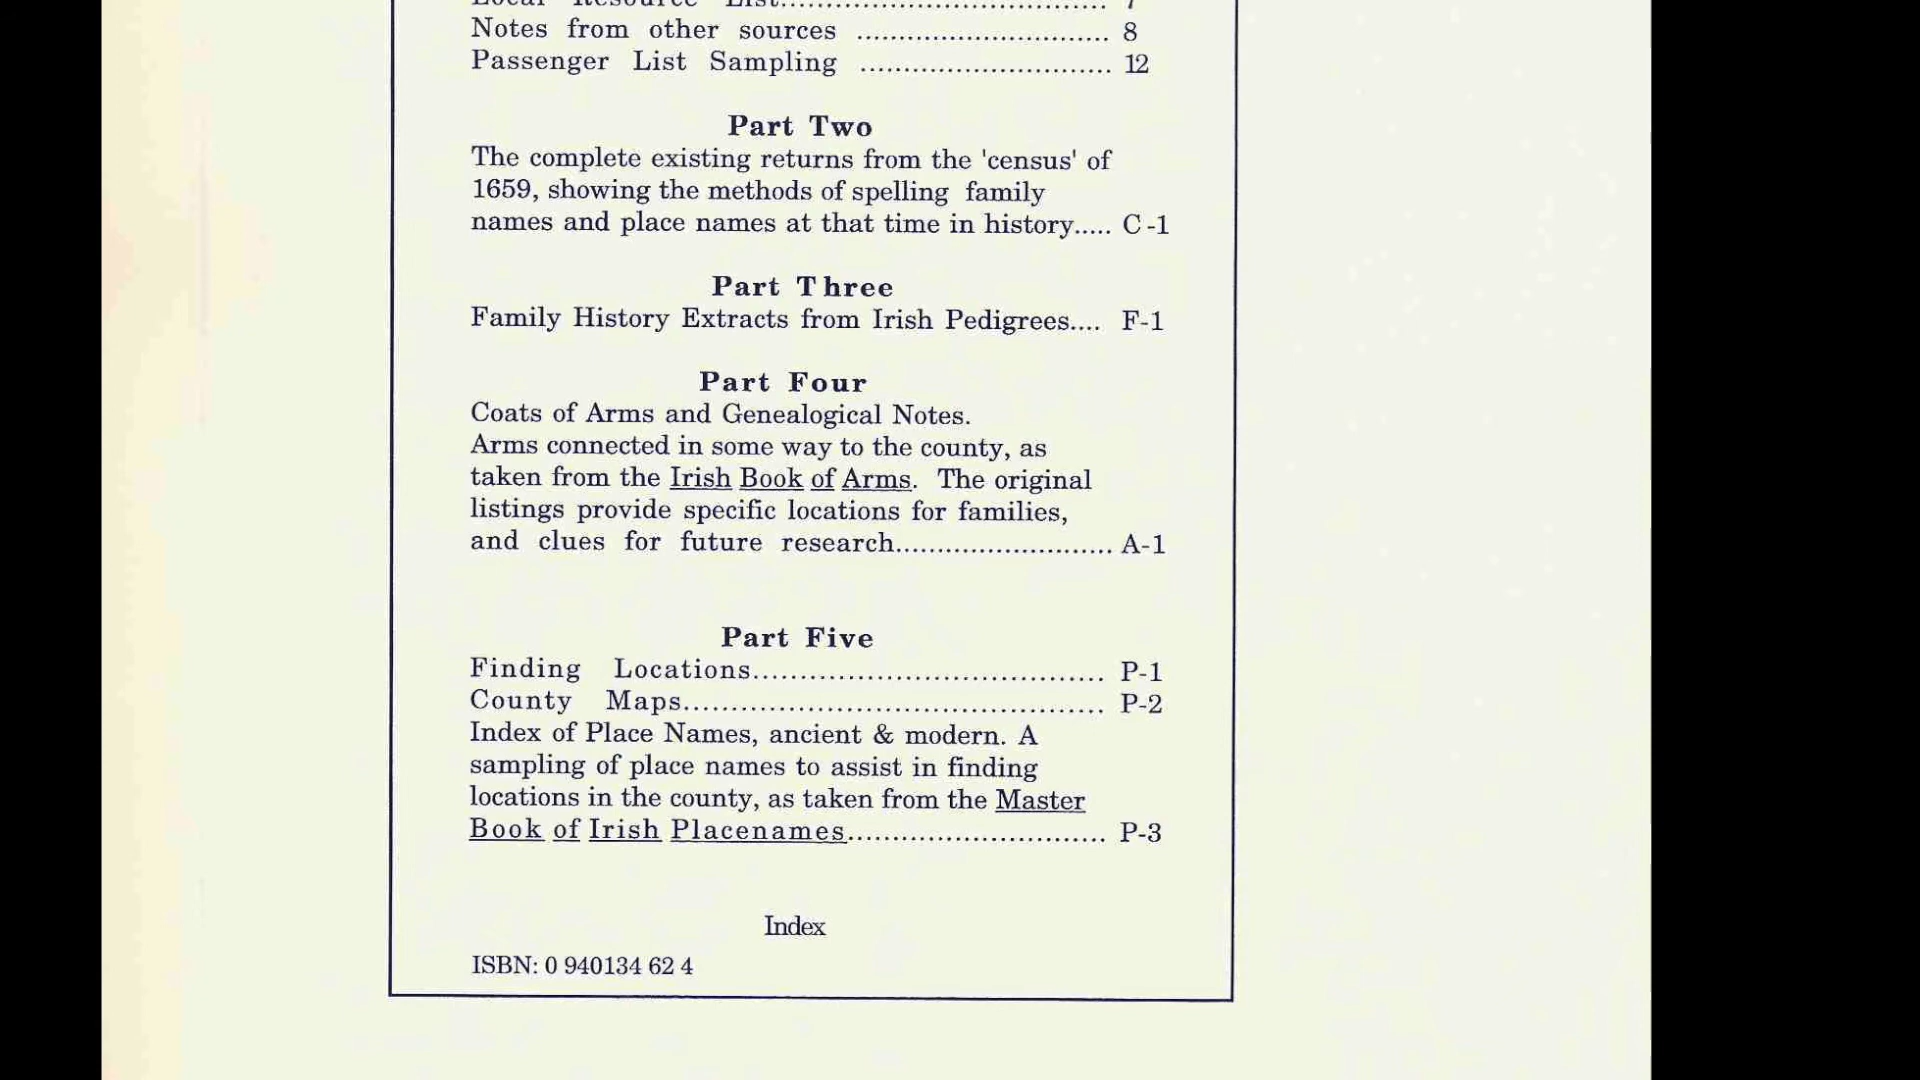 Local Resource List............................................ 7
Notes from other sources .............................. 8
Passenger List Sampling .............................. 12
Part Two
The complete existing returns from the 'census' of
1659, showing the methods of spelling family
names and place names at that time in history..... C-1
Part Three
Family History Extracts from Irish Pedigrees.... F-1
Part Four
Coats of Arms and Genealogical Notes.
Arms connected in some way to the county, as
taken from the Irish Book of Arms. The original
listings provide specific locations for families,
and clues for future research.......................... A-1
Part Five
Finding Locations..................................... P-1
County Maps............................................ P-2
Index of Place Names, ancient & modern. A
sampling of place names to assist in finding
locations in the county, as taken from the Master
Book of Irish Placenames........................... P-3
Index
ISBN: 0 940134 62 4